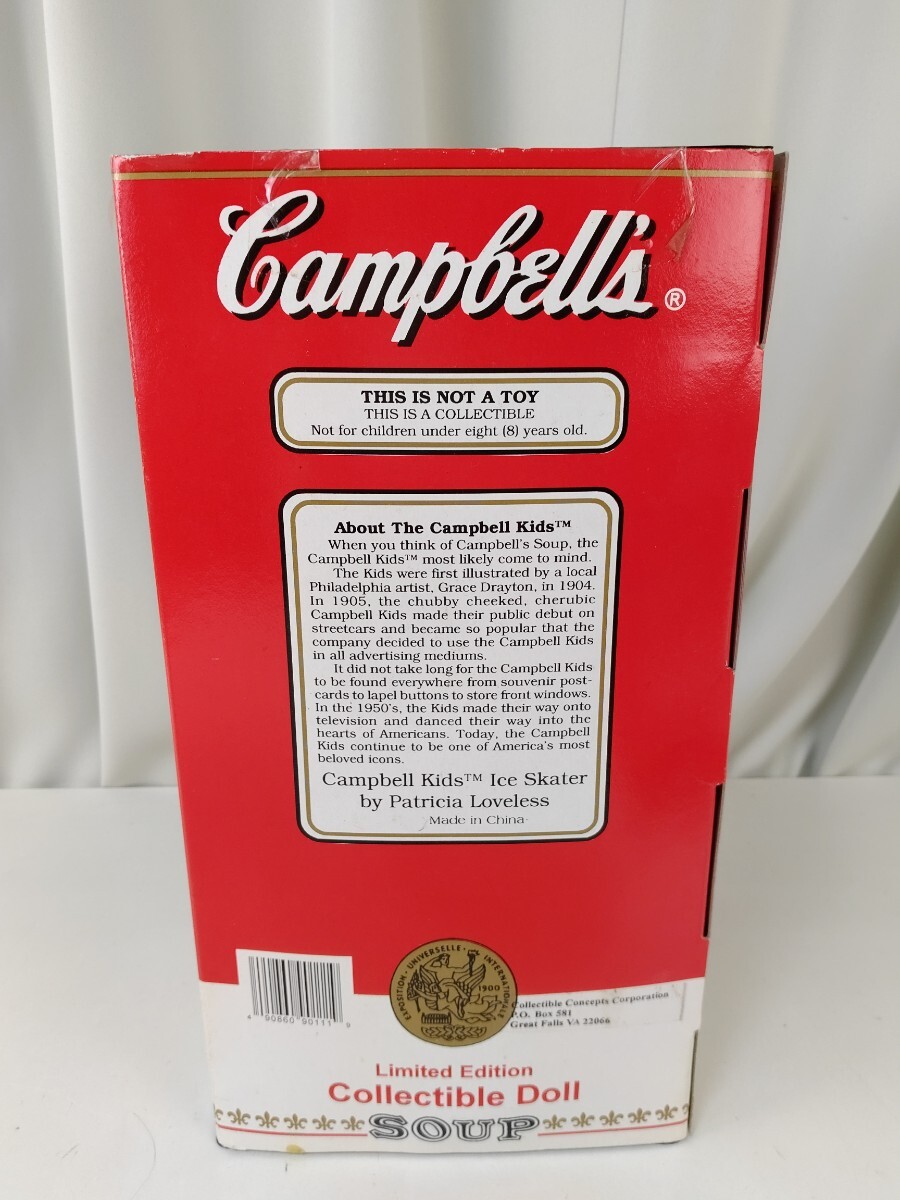 Campbell's®
THIS IS NOT A TOY
THIS IS A COLLECTIBLE
Not for children under eight (8) years old.
About The Campbell Kids™
When you think of Campbell's Soup, the
Campbell Kids™ most likely come to mind.
The Kids were first illustrated by a local
Philadelphia artist, Grace Drayton, in 1904.
In 1905, the chubby cheeked, cherubic
Campbell Kids made their public debut on
streetcars and became so popular that the
company decided to use the Campbell Kids
in all advertising mediums.
It did not take long for the Campbell Kids
to be found everywhere from souvenir post-
cards to lapel buttons to store front windows.
In the 1950's, the Kids made their way onto
television and danced their way into the
hearts of Americans. Today, the Campbell
Kids continue to be one of America's most
beloved icons.
Campbell Kids™ Ice Skater
by Patricia Loveless
Made in China
4 90860 90111 9
EXPOSITION · UNIVERSELLE · INTERNATIONALE
1900
Collectible Concepts Corporation
P.O. Box 581
Great Falls VA 22066
Limited Edition
Collectible Doll
SOUP